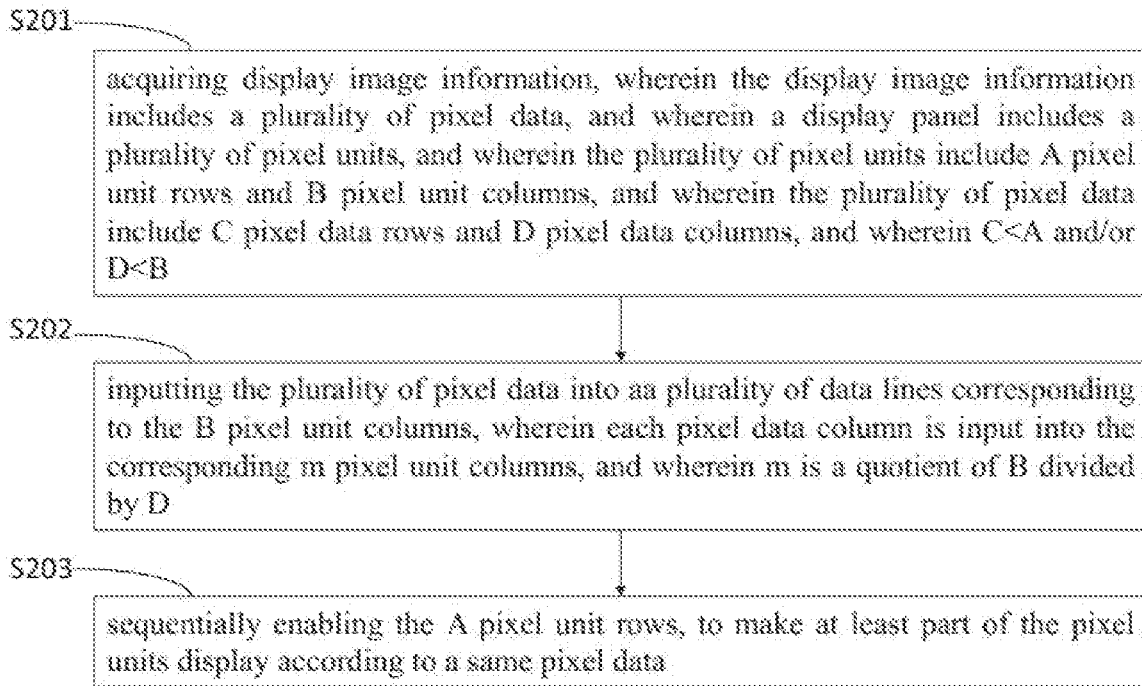 S201
acquiring display image information, wherein the display image information
includes a plurality of pixel data, and wherein a display panel includes a
plurality of pixel units, and wherein the plurality of pixel units include A pixel
unit rows and B pixel unit columns, and wherein the plurality of pixel data
include C pixel data rows and D pixel data columns, and wherein C<A and/or
D<B
S202
inputting the plurality of pixel data into aa plurality of data lines corresponding
to the B pixel unit columns, wherein each pixel data column is input into the
corresponding m pixel unit columns, and wherein m is a quotient of B divided
by D
S203
sequentially enabling the A pixel unit rows, to make at least part of the pixel
units display according to a same pixel data